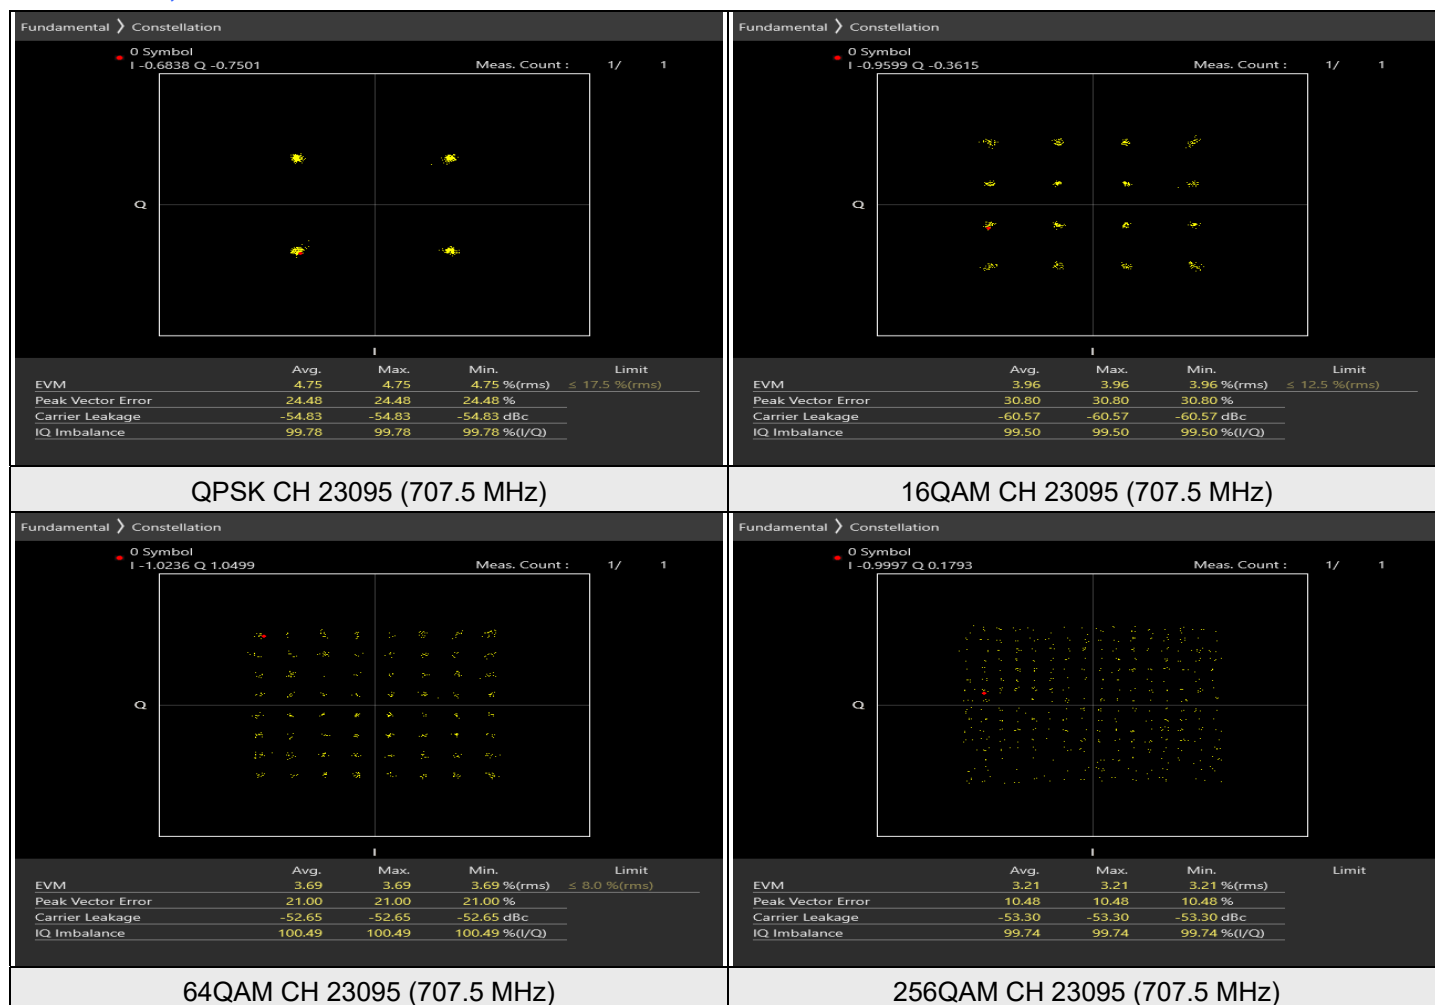 Fundamental ❯ Constellation
0 Symbol
I -0.6838 Q -0.7501 Meas. Count : 1/ 1
Q
I
Avg. Max. Min. Limit
EVM 4.75 4.75 4.75 %(rms) ≤ 17.5 %(rms)
Peak Vector Error 24.48 24.48 24.48 %
Carrier Leakage -54.83 -54.83 -54.83 dBc
IQ Imbalance 99.78 99.78 99.78 %(I/Q)
QPSK CH 23095 (707.5 MHz)
Fundamental ❯ Constellation
0 Symbol
I -0.9599 Q -0.3615 Meas. Count : 1/ 1
Q
I
Avg. Max. Min. Limit
EVM 3.96 3.96 3.96 %(rms) ≤ 12.5 %(rms)
Peak Vector Error 30.80 30.80 30.80 %
Carrier Leakage -60.57 -60.57 -60.57 dBc
IQ Imbalance 99.50 99.50 99.50 %(I/Q)
16QAM CH 23095 (707.5 MHz)
Fundamental ❯ Constellation
0 Symbol
I -1.0236 Q 1.0499 Meas. Count : 1/ 1
Q
I
Avg. Max. Min. Limit
EVM 3.69 3.69 3.69 %(rms) ≤ 8.0 %(rms)
Peak Vector Error 21.00 21.00 21.00 %
Carrier Leakage -52.65 -52.65 -52.65 dBc
IQ Imbalance 100.49 100.49 100.49 %(I/Q)
64QAM CH 23095 (707.5 MHz)
Fundamental ❯ Constellation
0 Symbol
I -0.9997 Q 0.1793 Meas. Count : 1/ 1
Q
I
Avg. Max. Min. Limit
EVM 3.21 3.21 3.21 %(rms)
Peak Vector Error 10.48 10.48 10.48 %
Carrier Leakage -53.30 -53.30 -53.30 dBc
IQ Imbalance 99.74 99.74 99.74 %(I/Q)
256QAM CH 23095 (707.5 MHz)